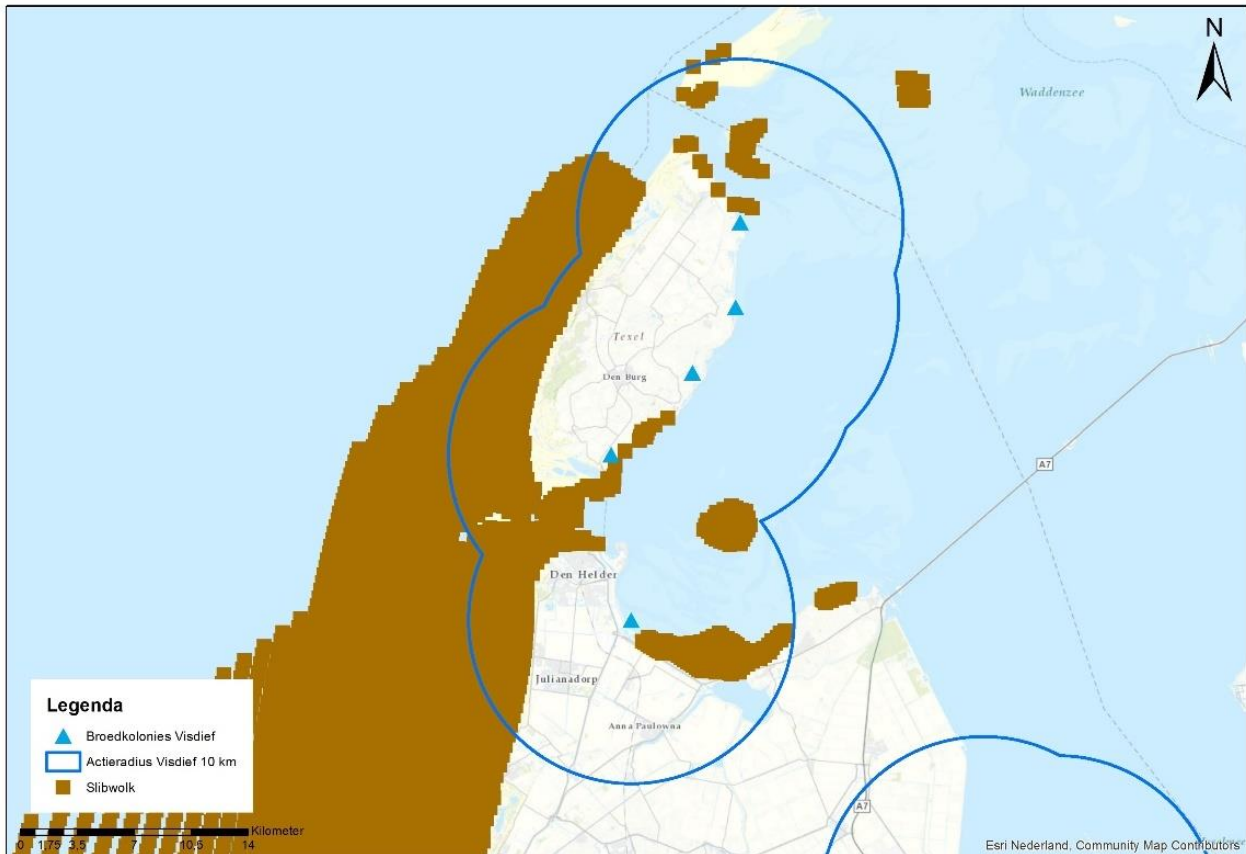 N
Waddenzee
Texel
Den Burg
A7
Den Helder
Julianadorp
Anna Paulowna
A7
Legenda
Broedkolonies Visdief
Actieradius Visdief 10 km
Slibwolk
Kilometer
0 1,75 3,5 7 10,5 14
Esri Nederland, Community Map Contributors